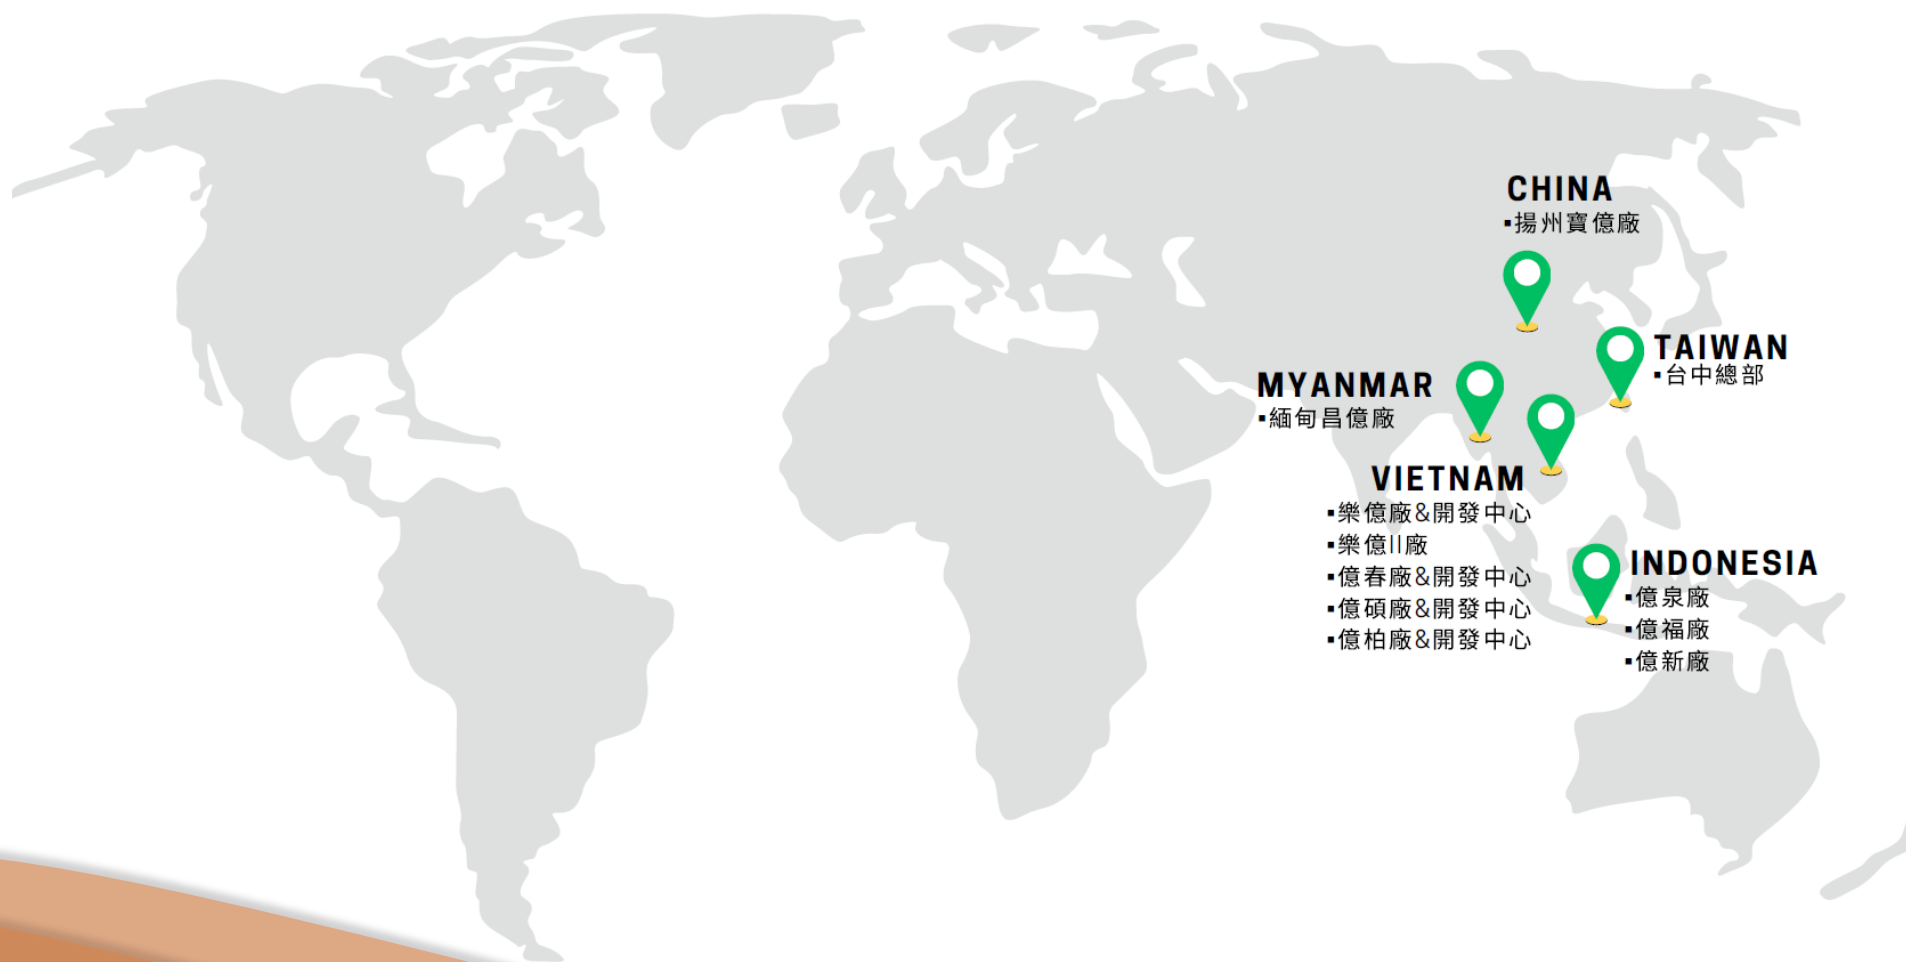 CHINA
▪揚州寶億廠
TAIWAN
▪台中總部
MYANMAR
▪緬甸昌億廠
VIETNAM
▪樂億廠&開發中心
▪樂億II廠
▪億春廠&開發中心
▪億碩廠&開發中心
▪億柏廠&開發中心
INDONESIA
▪億泉廠
▪億福廠
▪億新廠